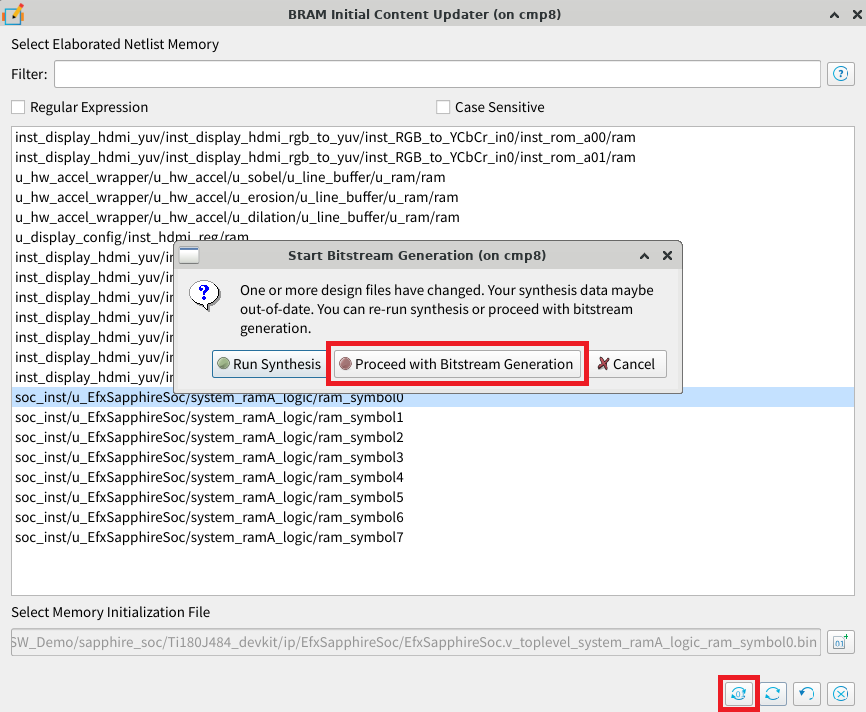 BRAM Initial Content Updater (on cmp8)
Select Elaborated Netlist Memory
Filter:
Regular Expression
Case Sensitive
inst_display_hdmi_yuv/inst_display_hdmi_rgb_to_yuv/inst_RGB_to_YCbCr_in0/inst_rom_a00/ram
inst_display_hdmi_yuv/inst_display_hdmi_rgb_to_yuv/inst_RGB_to_YCbCr_in0/inst_rom_a01/ram
u_hw_accel_wrapper/u_hw_accel/u_sobel/u_line_buffer/u_ram/ram
u_hw_accel_wrapper/u_hw_accel/u_erosion/u_line_buffer/u_ram/ram
u_hw_accel_wrapper/u_hw_accel/u_dilation/u_line_buffer/u_ram/ram
u_display_config/inst_hdmi_reg/ram
inst_display_hdmi_yuv/in
inst_display_hdmi_yuv/in
inst_display_hdmi_yuv/in
inst_display_hdmi_yuv/in
inst_display_hdmi_yuv/in
inst_display_hdmi_yuv/in
inst_display_hdmi_yuv/in
Start Bitstream Generation (on cmp8)
One or more design files have changed. Your synthesis data maybe
out-of-date. You can re-run synthesis or proceed with bitstream
generation.
Run Synthesis
Proceed with Bitstream Generation
Cancel
soc_inst/u_EfxSapphireSoc/system_ramA_logic/ram_symbol0
soc_inst/u_EfxSapphireSoc/system_ramA_logic/ram_symbol1
soc_inst/u_EfxSapphireSoc/system_ramA_logic/ram_symbol2
soc_inst/u_EfxSapphireSoc/system_ramA_logic/ram_symbol3
soc_inst/u_EfxSapphireSoc/system_ramA_logic/ram_symbol4
soc_inst/u_EfxSapphireSoc/system_ramA_logic/ram_symbol5
soc_inst/u_EfxSapphireSoc/system_ramA_logic/ram_symbol6
soc_inst/u_EfxSapphireSoc/system_ramA_logic/ram_symbol7
Select Memory Initialization File
SW_Demo/sapphire_soc/Ti180J484_devkit/ip/EfxSapphireSoc/EfxSapphireSoc.v_toplevel_system_ramA_logic_ram_symbol0.bin